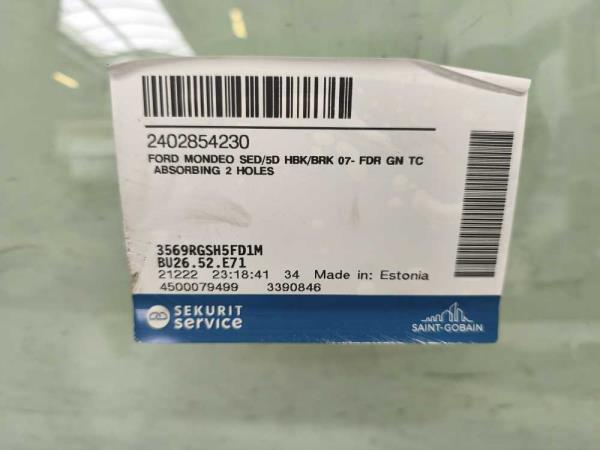 2402854230
FORD MONDEO SED/5D HBK/BRK 07- FDR GN TC
ABSORBING 2 HOLES
3569RGSH5FD1M
BU26.52.E71
21222 23:18:41 34 Made in: Estonia
4500079499 3390846
SEKURIT
service
SAINT-GOBAIN